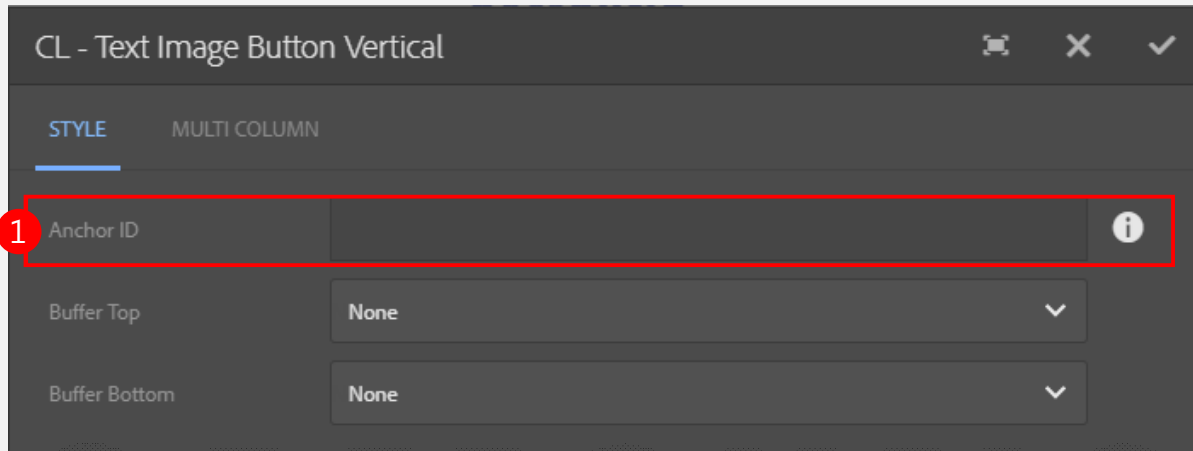 CL - Text Image Button Vertical
STYLE MULTI COLUMN
1 Anchor ID
Buffer Top None
Buffer Bottom None